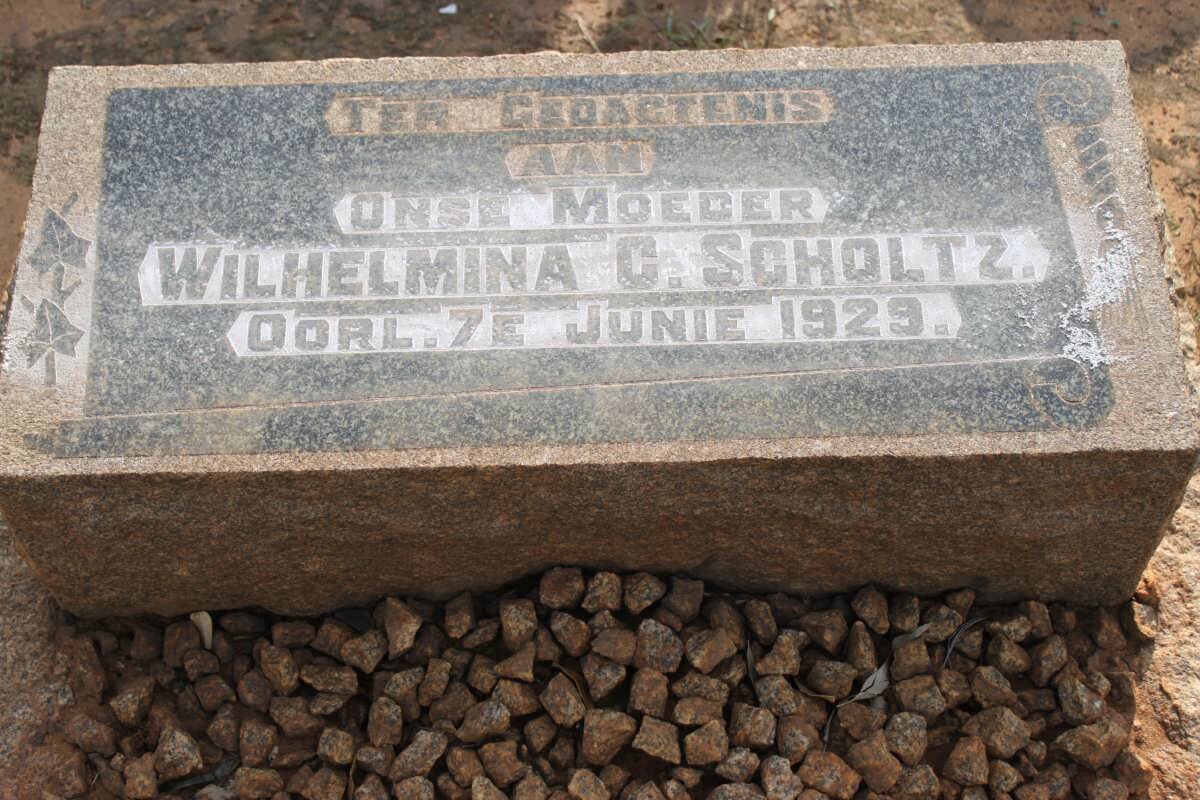 TER GEDAGTENIS
AAN
ONSE MOEDER
WILHELMINA C. SCHOLTZ.
OORL. 7E JUNIE 1929.